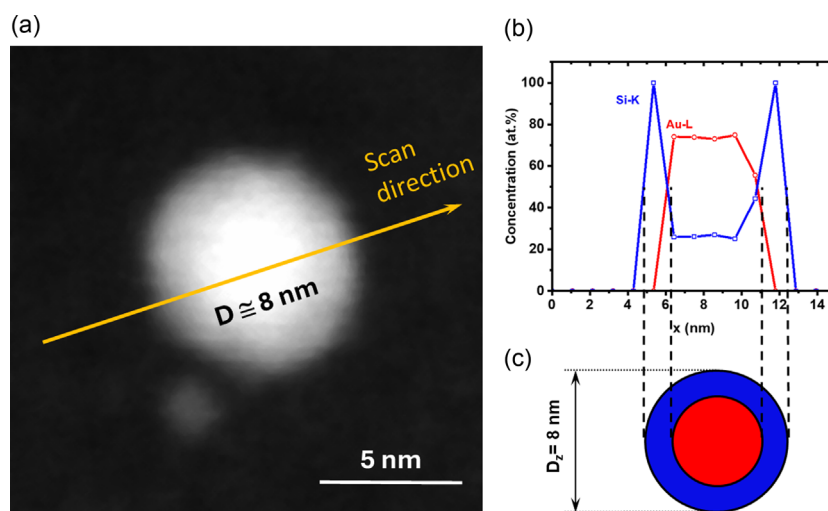 (a)
Scan
direction
D ≅ 8 nm
5 nm
(b)
Concentration (at.%)
100
80
60
40
20
0
Si-K
Au-L
0 2 4 6 8 10 12 14
x (nm)
(c)
Dz= 8 nm